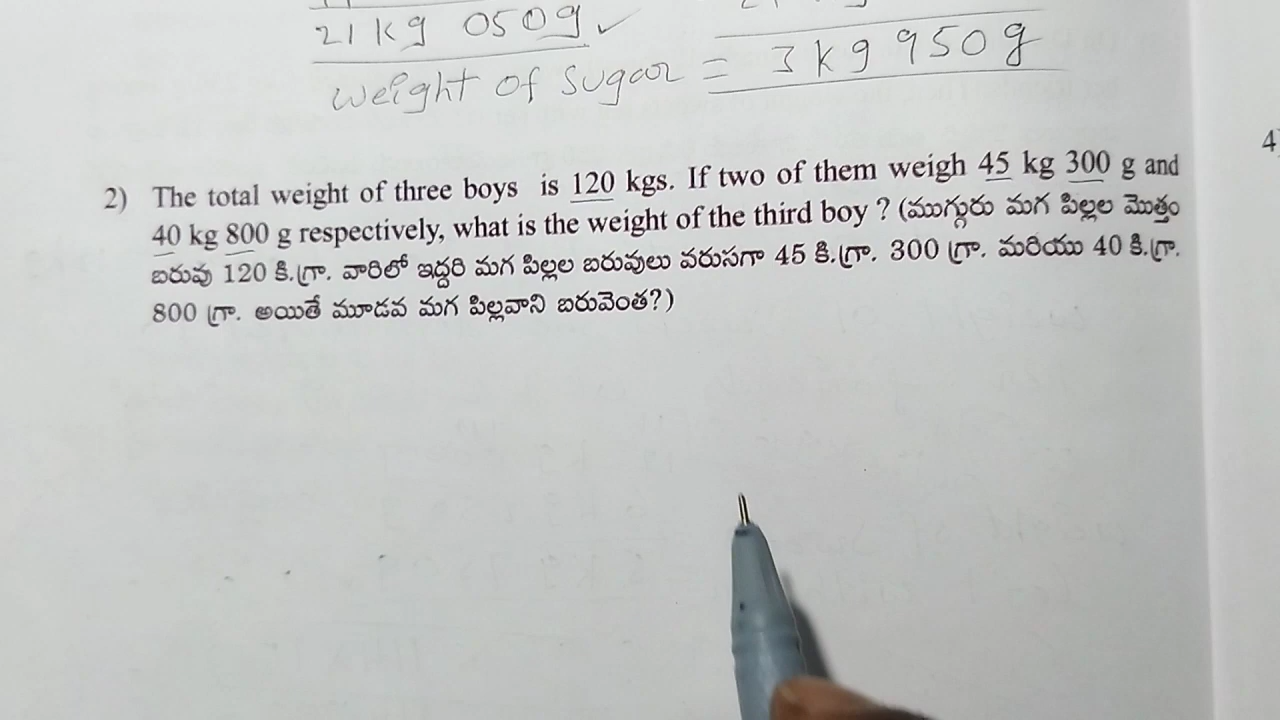 21 kg 050g ✓
weight of sugar = 3 kg 950 g
2) The total weight of three boys is 120 kgs. If two of them weigh 45 kg 300 g and
40 kg 800 g respectively, what is the weight of the third boy ? (ముగ్గురు మగ పిల్లల మొత్తం
బరువు 120 కి.గ్రా. వారిలో ఇద్దరి మగ పిల్లల బరువులు వరుసగా 45 కి.గ్రా. 300 గ్రా. మరియు 40 కి.గ్రా.
800 గ్రా. అయితే మూడవ మగ పిల్లవాని బరువెంత?)
4)